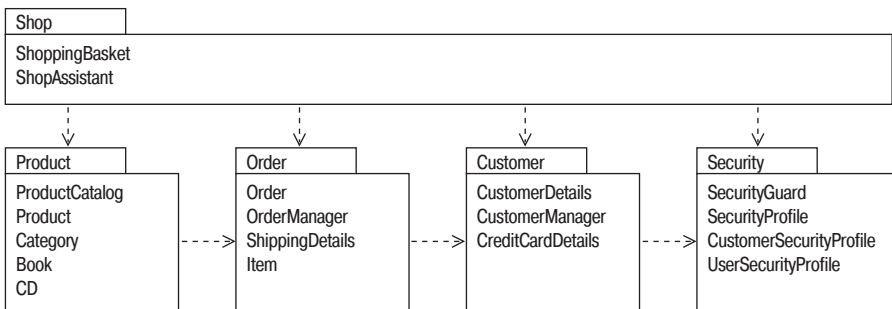 Shop
ShoppingBasket
ShopAssistant
Product
ProductCatalog
Product
Category
Book
CD
Order
Order
OrderManager
ShippingDetails
Item
Customer
CustomerDetails
CustomerManager
CreditCardDetails
Security
SecurityGuard
SecurityProfile
CustomerSecurityProfile
UserSecurityProfile